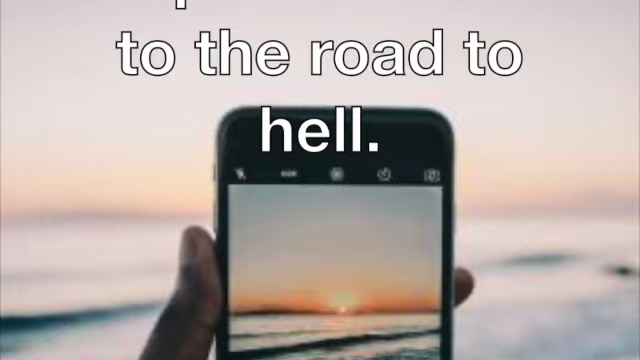 to the road to
hell.